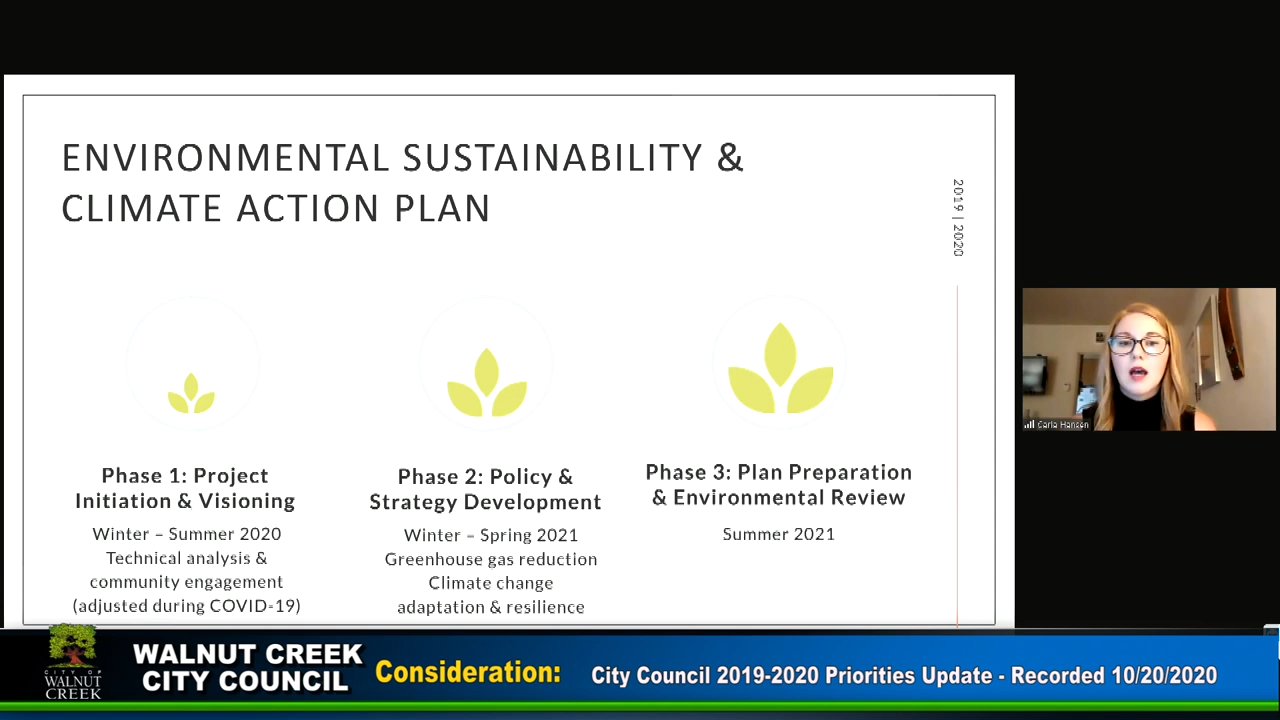 ENVIRONMENTAL SUSTAINABILITY &
CLIMATE ACTION PLAN
2019 | 2020
Phase 1: Project
Initiation & Visioning
Winter – Summer 2020
Technical analysis &
community engagement
(adjusted during COVID-19)
Phase 2: Policy &
Strategy Development
Winter – Spring 2021
Greenhouse gas reduction
Climate change
adaptation & resilience
Phase 3: Plan Preparation
& Environmental Review
Summer 2021
Carla Hansen
CITY OF
WALNUT
CREEK
WALNUT CREEK
CITY COUNCIL
Consideration:
City Council 2019-2020 Priorities Update - Recorded 10/20/2020